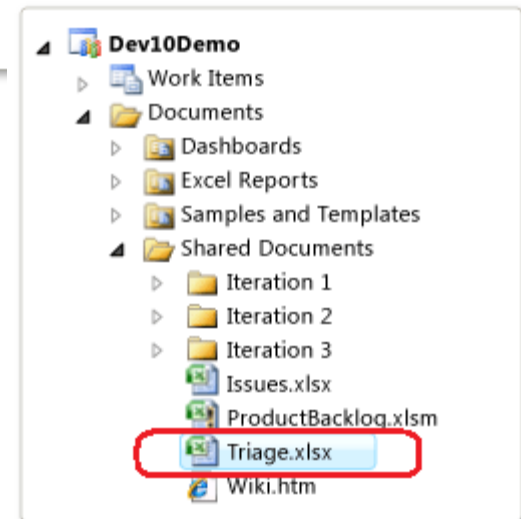 Dev10Demo
Work Items
Documents
Dashboards
Excel Reports
Samples and Templates
Shared Documents
Iteration 1
Iteration 2
Iteration 3
Issues.xlsx
ProductBacklog.xlsm
Triage.xlsx
Wiki.htm